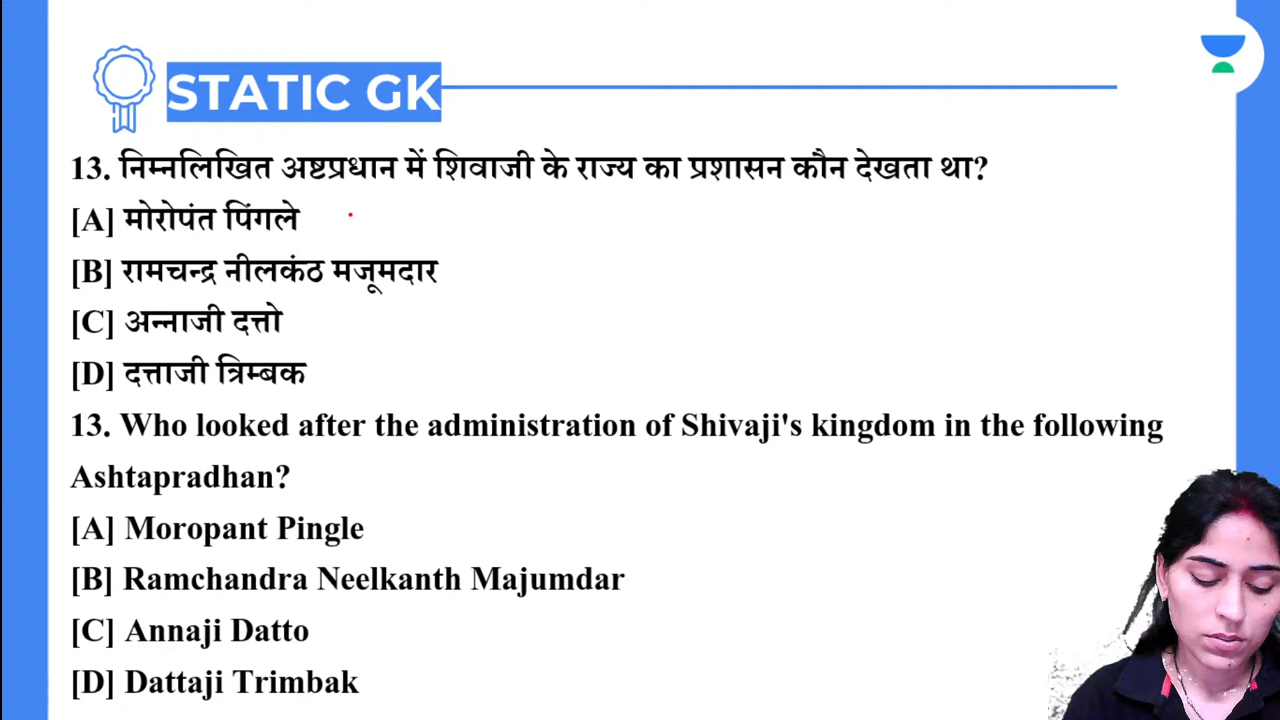 STATIC GK
13. निम्नलिखित अष्टप्रधान में शिवाजी के राज्य का प्रशासन कौन देखता था?
[A] मोरोपंत पिंगले
[B] रामचन्द्र नीलकंठ मजूमदार
[C] अन्नाजी दत्तो
[D] दत्ताजी त्रिम्बक
13. Who looked after the administration of Shivaji's kingdom in the following
Ashtapradhan?
[A] Moropant Pingle
[B] Ramchandra Neelkanth Majumdar
[C] Annaji Datto
[D] Dattaji Trimbak